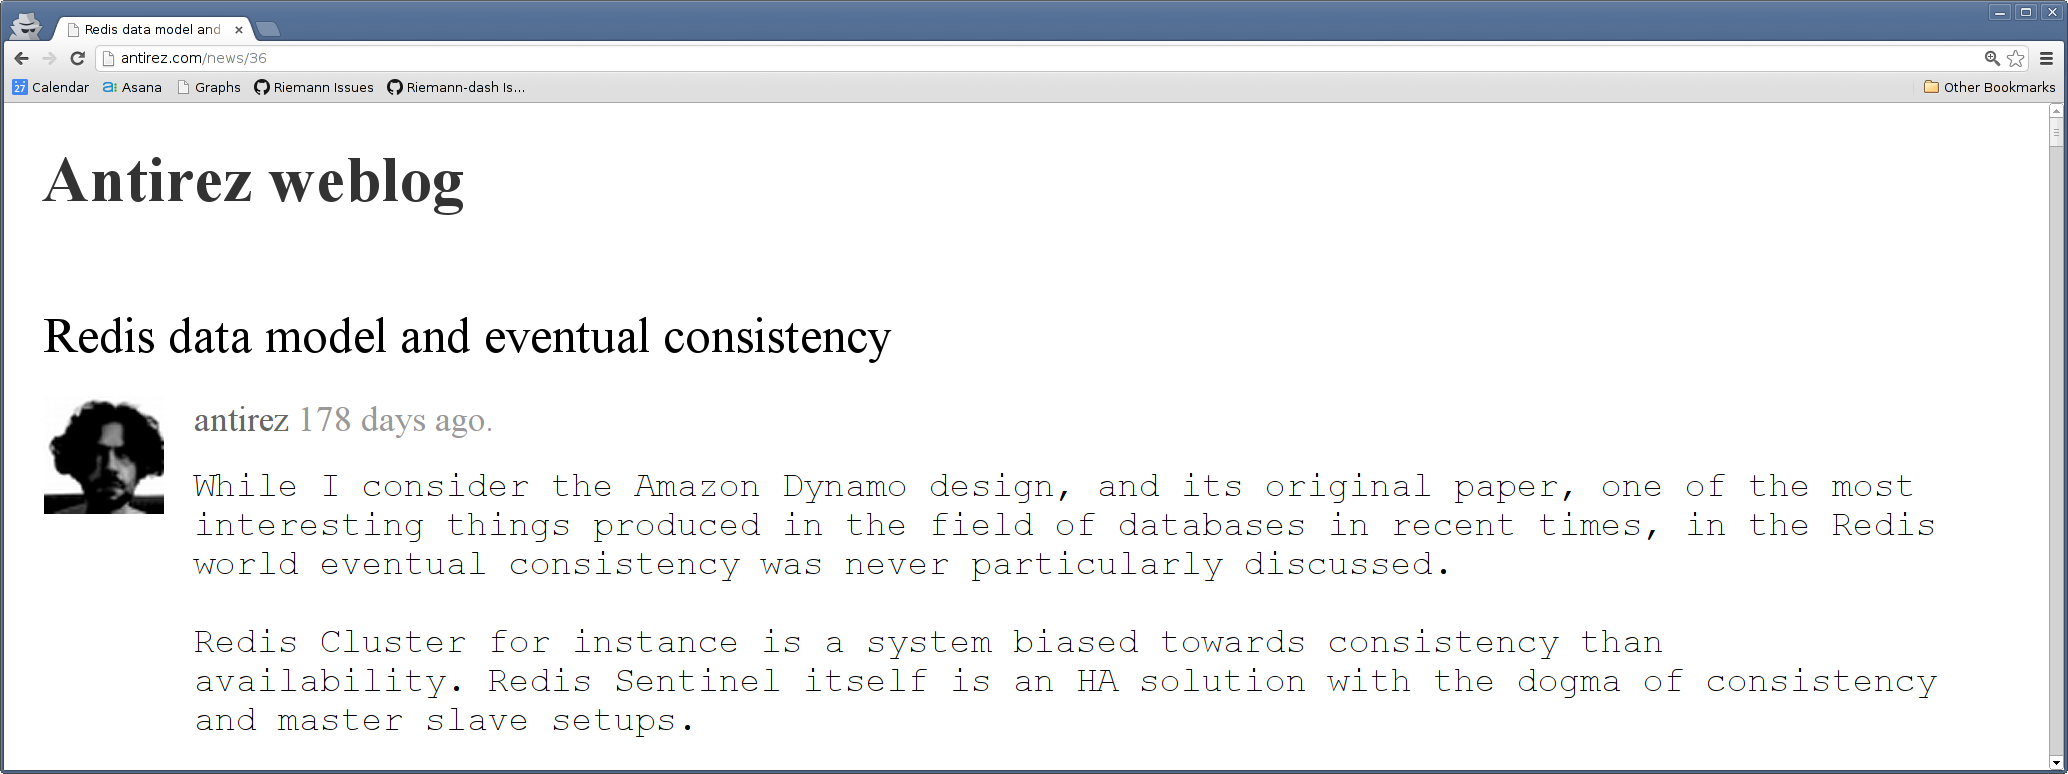 Redis data model and
antirez.com/news/36
27 Calendar a: Asana Graphs Riemann Issues Riemann-dash Is... Other Bookmarks
Antirez weblog
Redis data model and eventual consistency
antirez 178 days ago.
While I consider the Amazon Dynamo design, and its original paper, one of the most
interesting things produced in the field of databases in recent times, in the Redis
world eventual consistency was never particularly discussed.
Redis Cluster for instance is a system biased towards consistency than
availability. Redis Sentinel itself is an HA solution with the dogma of consistency
and master slave setups.